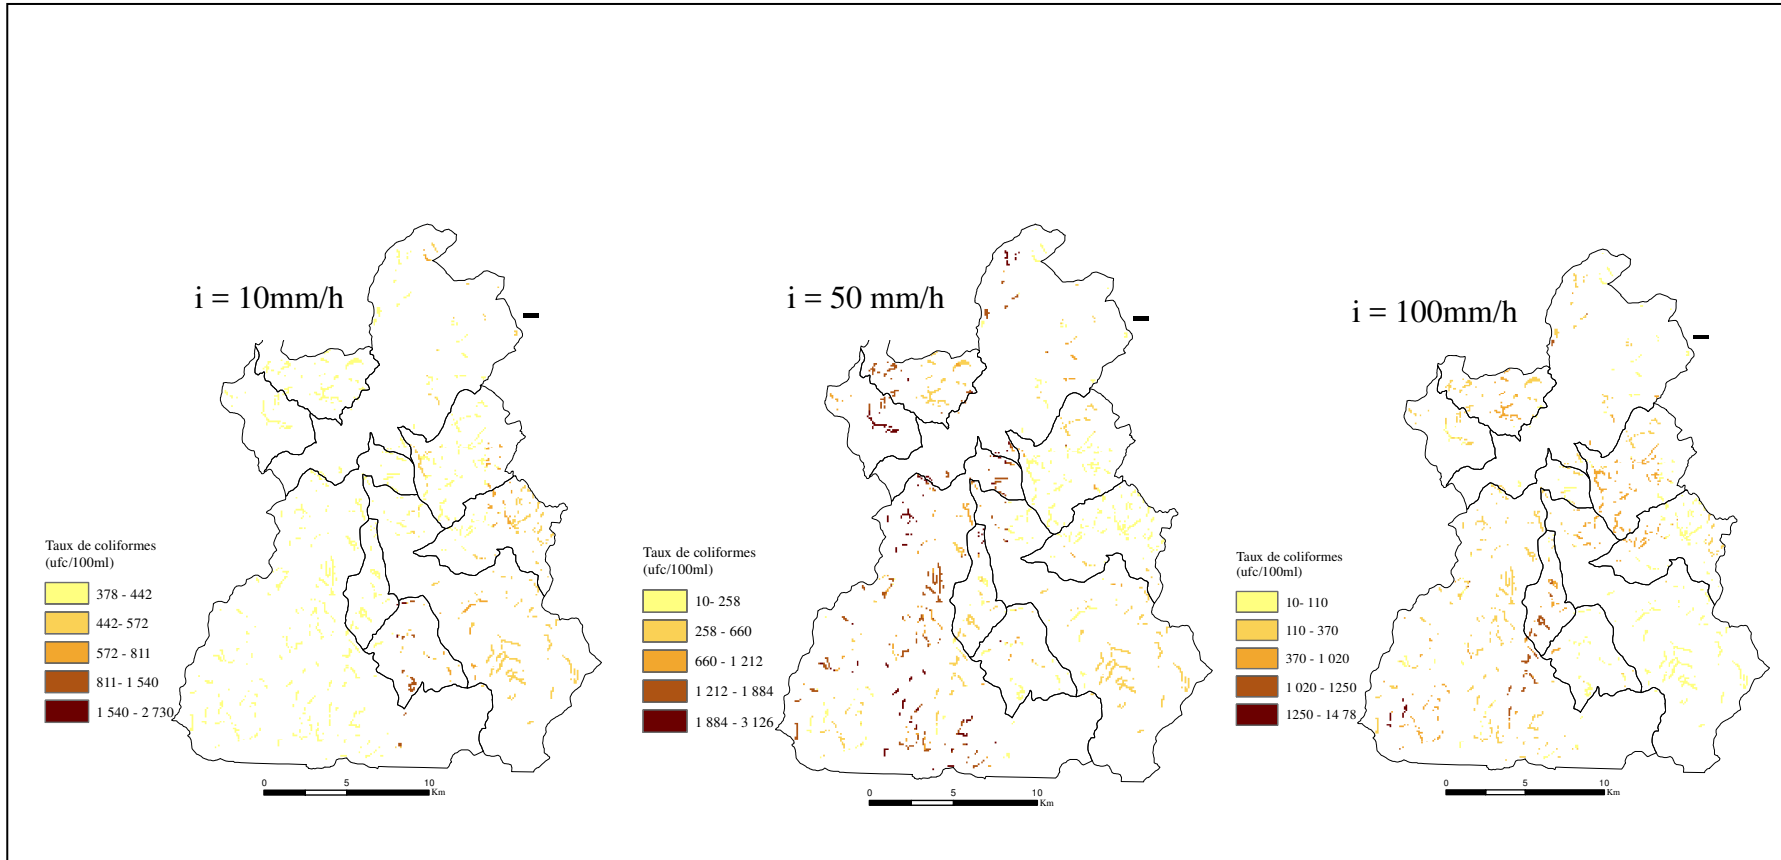 i = 10mm/h
Taux de coliformes
(ufc/100ml)
378 - 442
442- 572
572 - 811
811- 1 540
1 540 - 2 730
0 5 10
Km
i = 50 mm/h
Taux de coliformes
(ufc/100ml)
10- 258
258 - 660
660 - 1 212
1 212 - 1 884
1 884 - 3 126
0 5 10
Km
i = 100mm/h
Taux de coliformes
(ufc/100ml)
10- 110
110 - 370
370 - 1 020
1 020 - 1250
1250 - 14 78
0 5 10
Km